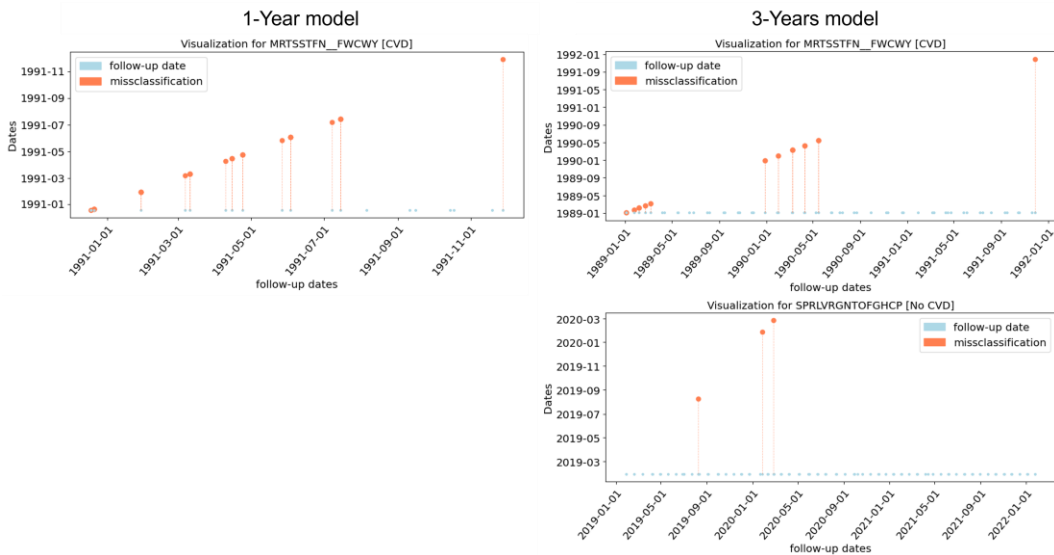 1-Year model
Visualization for MRTSSTFN__FWCWY [CVD]
follow-up date
missclassification
Dates
1991-11
1991-09
1991-07
1991-05
1991-03
1991-01
1991-01-01
1991-03-01
1991-05-01
1991-07-01
1991-09-01
1991-11-01
follow-up dates
3-Years model
Visualization for MRTSSTFN__FWCWY [CVD]
follow-up date
missclassification
Dates
1992-01
1991-09
1991-05
1991-01
1990-09
1990-05
1990-01
1989-09
1989-05
1989-01
1989-01-01
1989-05-01
1989-09-01
1990-01-01
1990-05-01
1990-09-01
1991-01-01
1991-05-01
1991-09-01
1992-01-01
follow-up dates
Visualization for SPRLVRGNTOFGHCP [No CVD]
follow-up date
missclassification
Dates
2020-03
2020-01
2019-11
2019-09
2019-07
2019-05
2019-03
2019-01-01
2019-05-01
2019-09-01
2020-01-01
2020-05-01
2020-09-01
2021-01-01
2021-05-01
2021-09-01
2022-01-01
follow-up dates